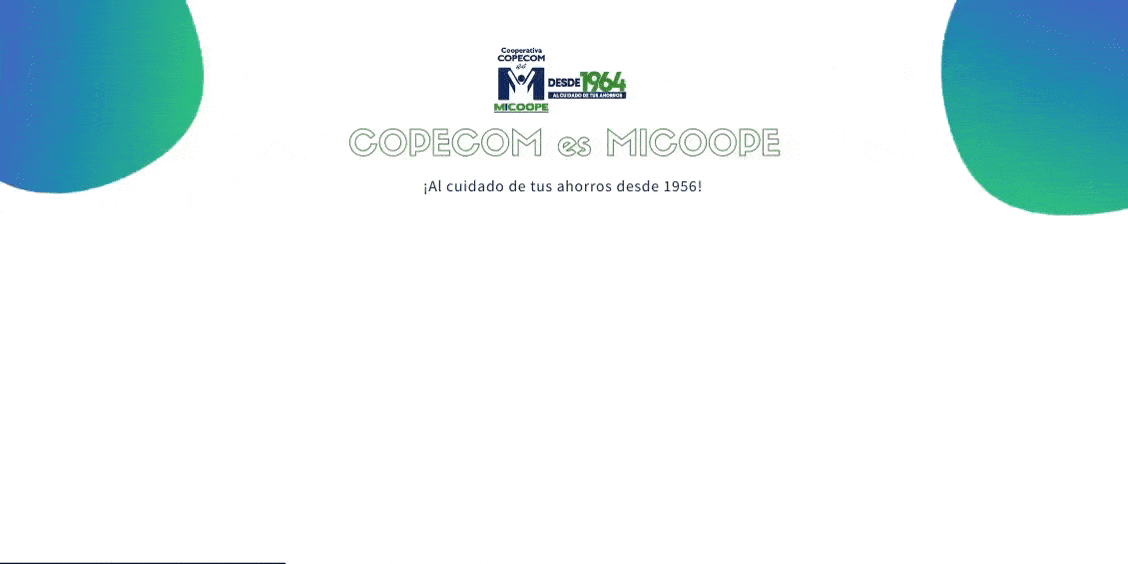 Cooperativa
COPECOM
es
M DESDE 1964
AL CUIDADO DE TUS AHORROS
MICOOPE
COPECOM es MICOOPE
¡Al cuidado de tus ahorros desde 1956!